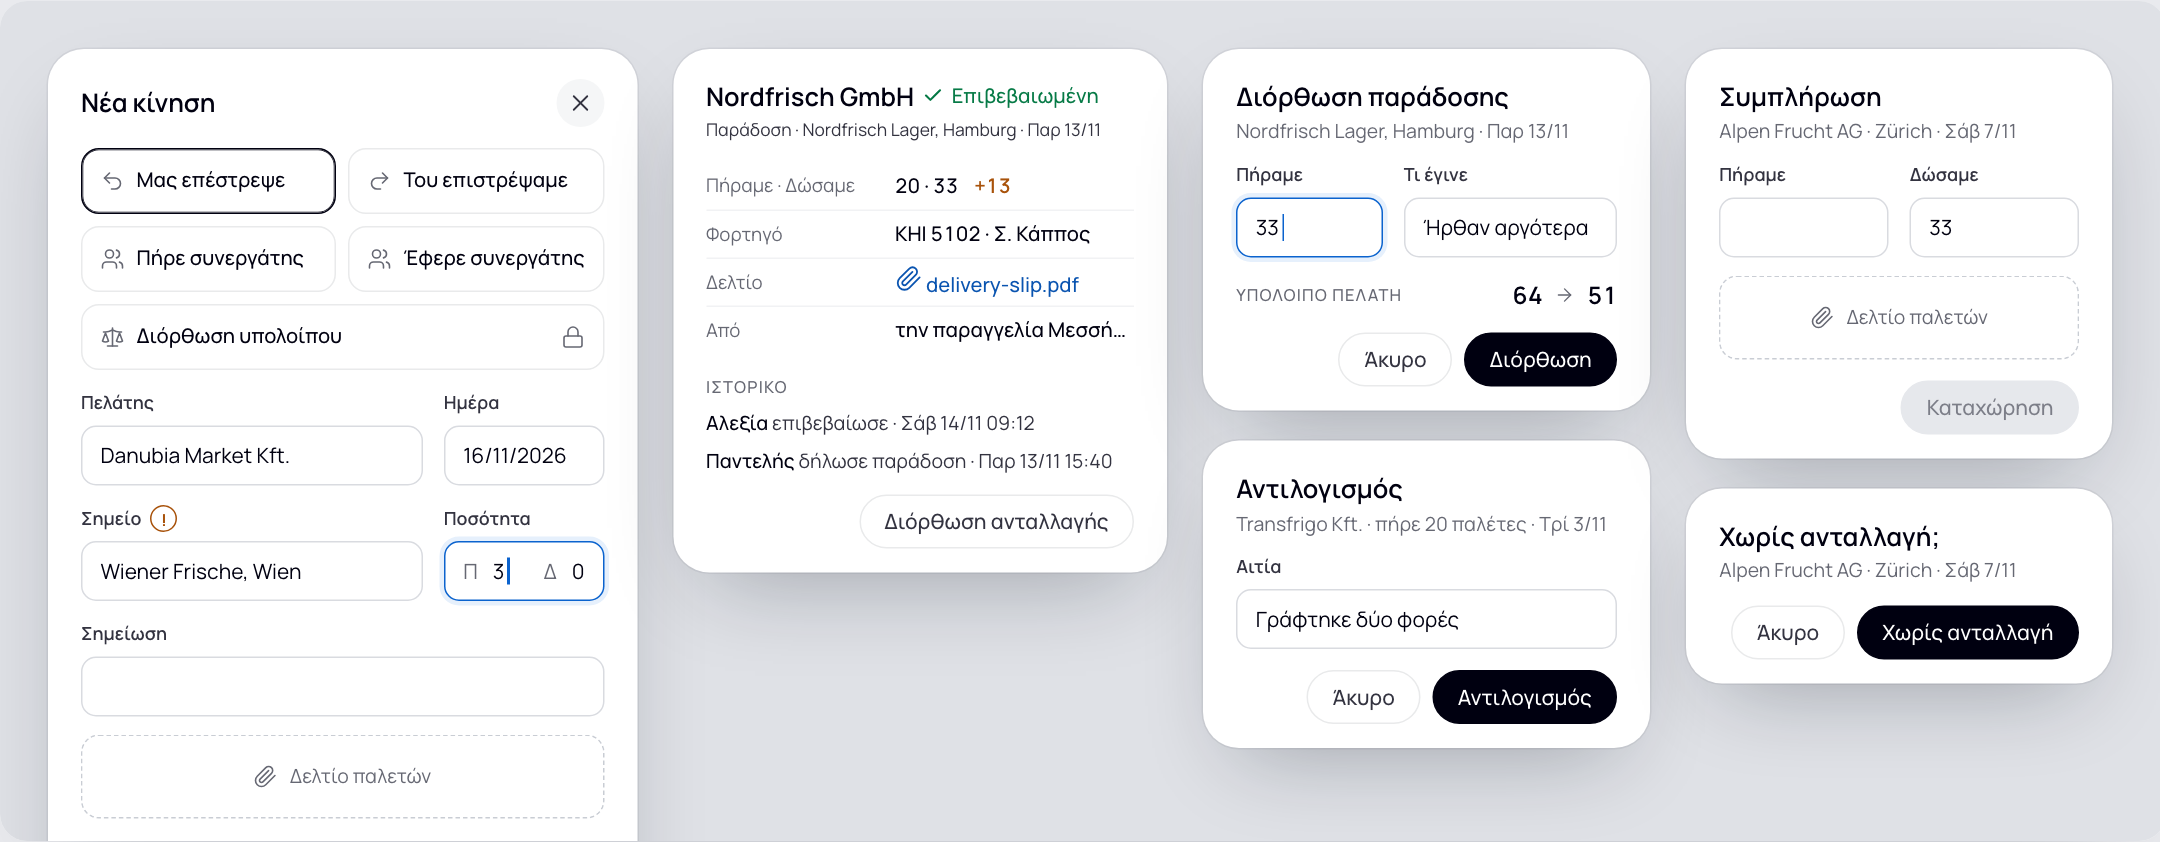 Νέα κίνηση
Μας επέστρεψε
Του επιστρέψαμε
Πήρε συνεργάτης
Έφερε συνεργάτης
Διόρθωση υπολοίπου
Πελάτης
Ημέρα
Danubia Market Kft.
16/11/2026
Σημείο
Ποσότητα
Wiener Frische, Wien
Π 3 Δ 0
Σημείωση
Δελτίο παλετών
Nordfrisch GmbH Επιβεβαιωμένη
Παράδοση · Nordfrisch Lager, Hamburg · Παρ 13/11
Πήραμε · Δώσαμε 20 · 33 +13
Φορτηγό ΚΗΙ 5102 · Σ. Κάππος
Δελτίο delivery-slip.pdf
Από την παραγγελία Μεσσή…
ΙΣΤΟΡΙΚΟ
Αλεξία επιβεβαίωσε · Σάβ 14/11 09:12
Παντελής δήλωσε παράδοση · Παρ 13/11 15:40
Διόρθωση ανταλλαγής
Διόρθωση παράδοσης
Nordfrisch Lager, Hamburg · Παρ 13/11
Πήραμε
Τι έγινε
33
Ήρθαν αργότερα
ΥΠΟΛΟΙΠΟ ΠΕΛΑΤΗ 64 → 51
Άκυρο
Διόρθωση
Αντιλογισμός
Transfrigo Kft. · πήρε 20 παλέτες · Τρί 3/11
Αιτία
Γράφτηκε δύο φορές
Άκυρο
Αντιλογισμός
Συμπλήρωση
Alpen Frucht AG · Zürich · Σάβ 7/11
Πήραμε
Δώσαμε
33
Δελτίο παλετών
Καταχώρηση
Χωρίς ανταλλαγή;
Alpen Frucht AG · Zürich · Σάβ 7/11
Άκυρο
Χωρίς ανταλλαγή